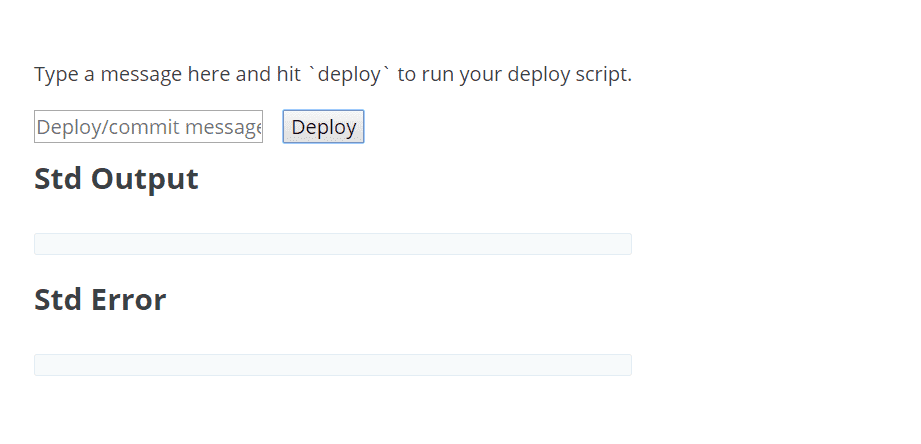 Type a message here and hit `deploy` to run your deploy script.
Deploy/commit message Deploy
Std Output
Std Error